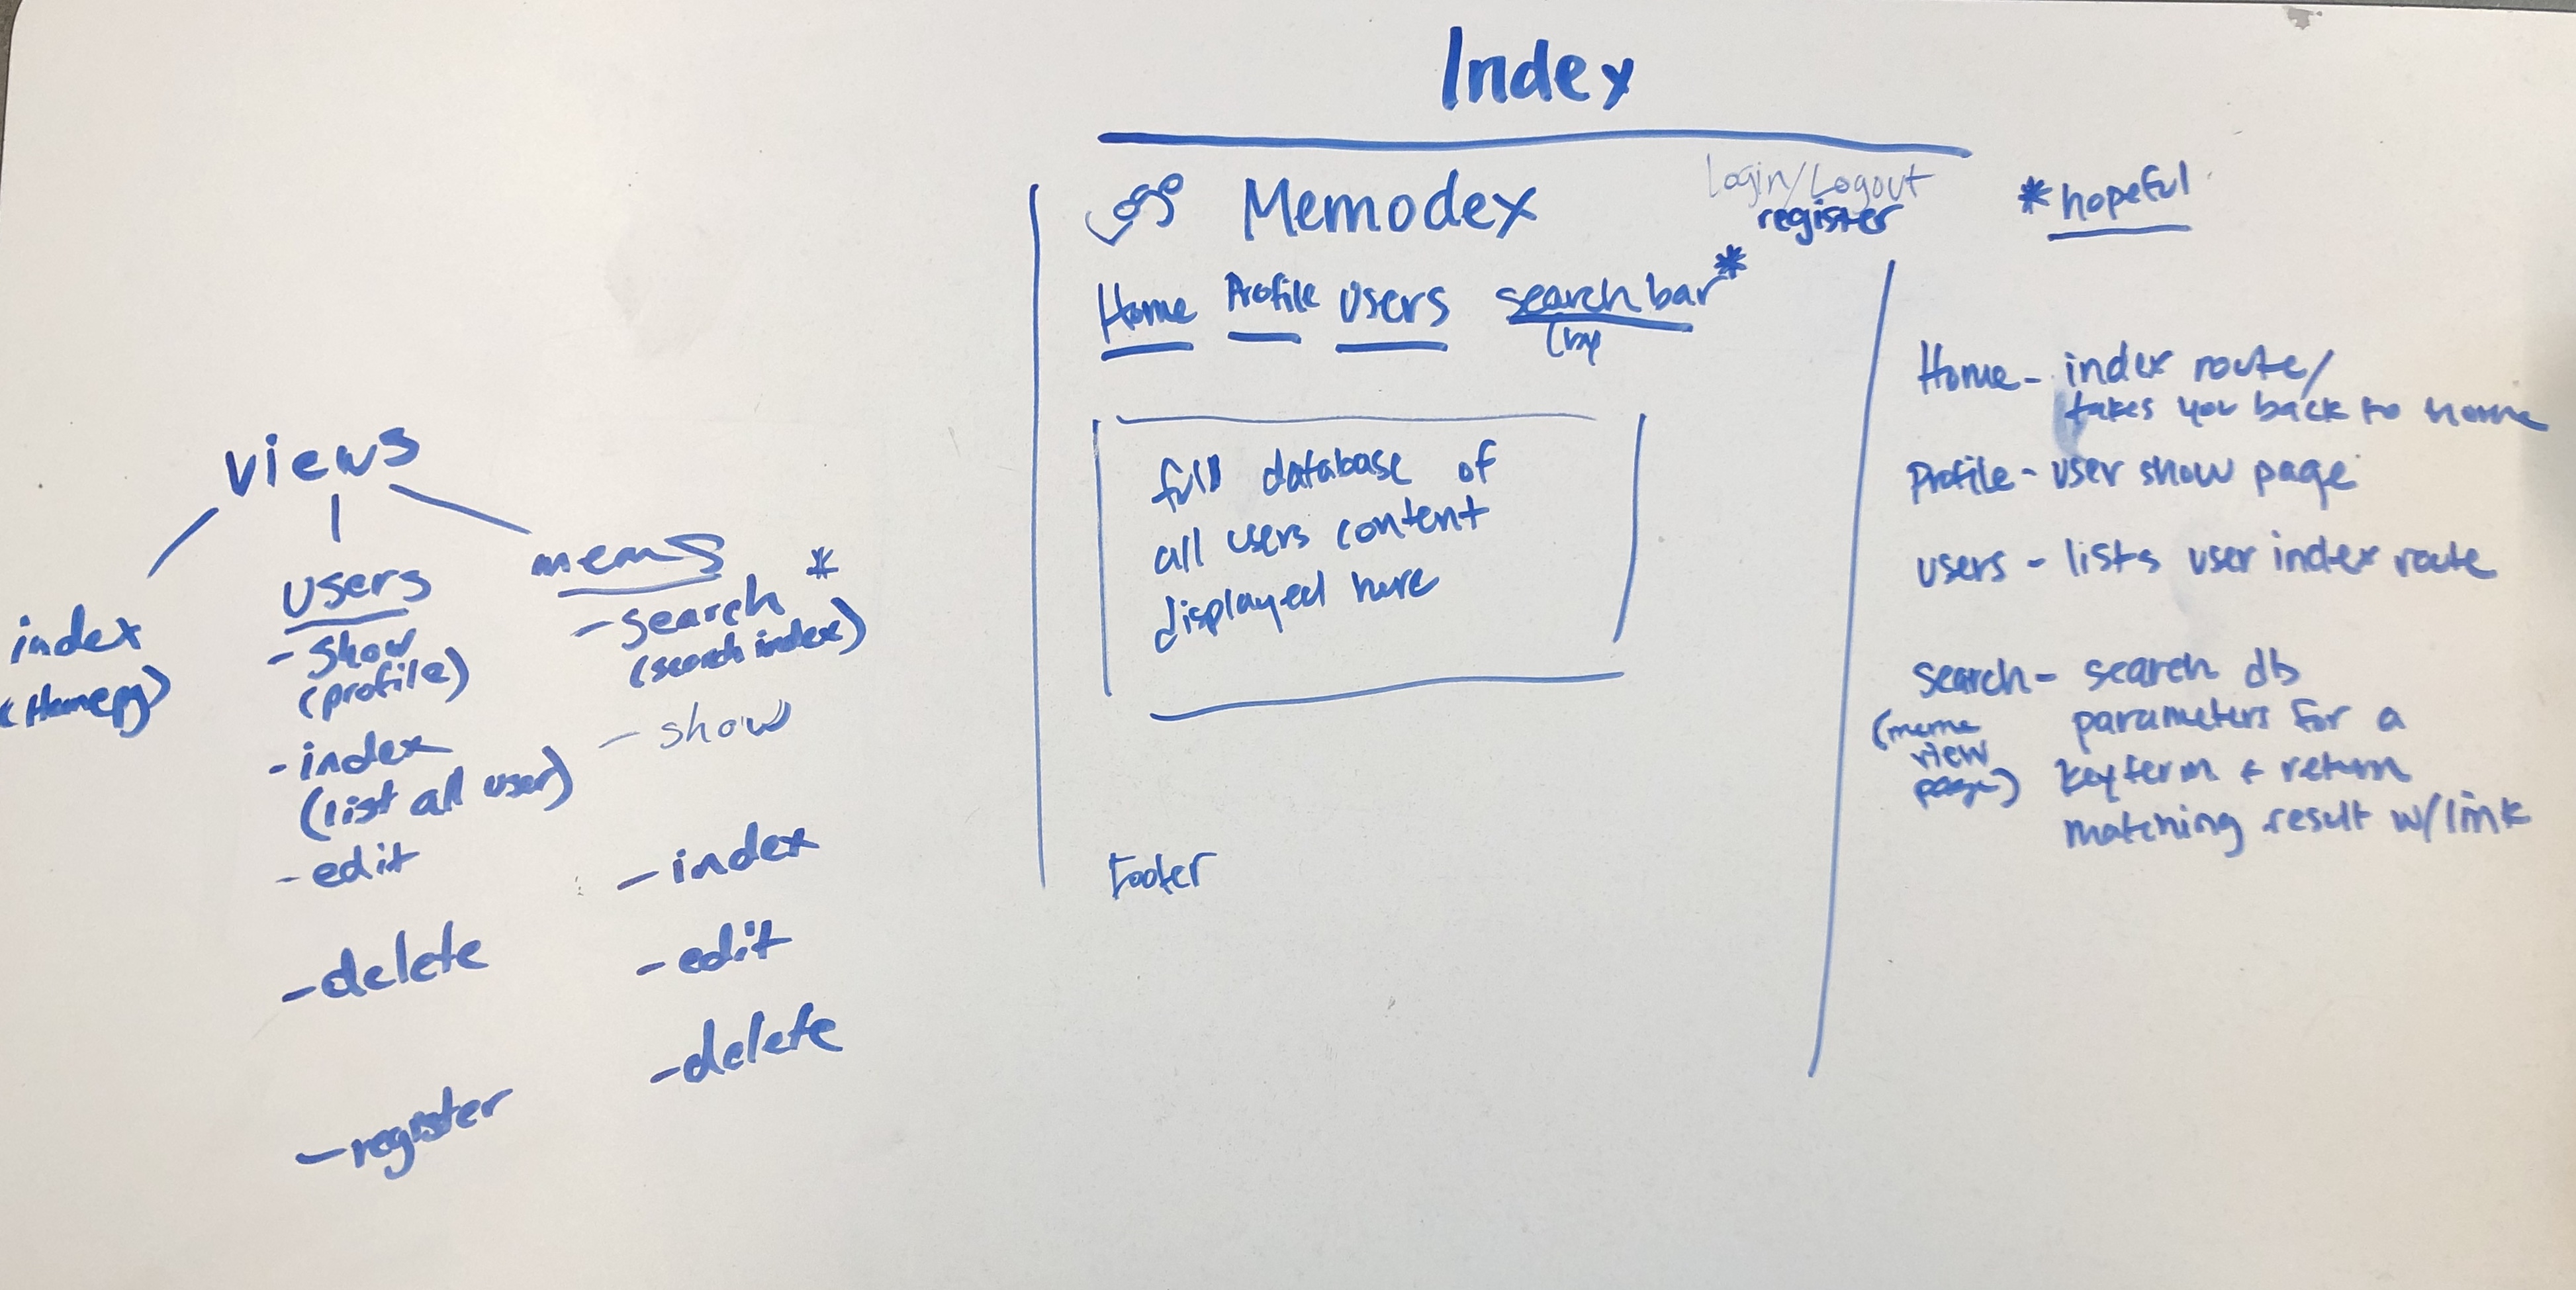 Index
Memodex
Login/Logout
register
Home Profile Users search bar*
(by
full database of
all users content
displayed here
Footer
*hopeful
Home - index route/
takes you back to home
Profile - user show page
users - lists user index route
Search - search db
(meme view page)
parameters for a
key term + return
matching result w/link
views
index
(Homepg)
users
- show
(profile)
- index
(list all user)
- edit
- delete
- register
memes
- search *
(search index)
- show
- index
- edit
- delete